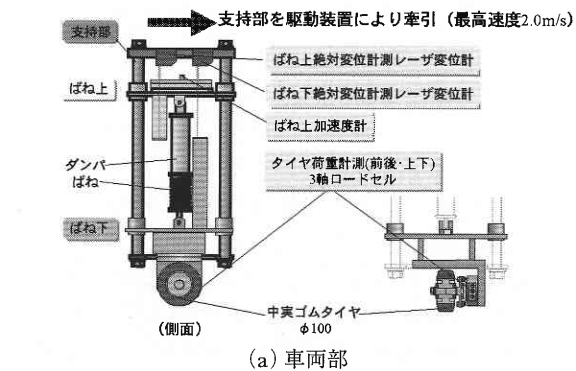 支持部を駆動装置により牽引(最高速度2.0m/s)
支持部
ばね上絶対変位計測レーザ変位計
ばね上
ばね下絶対変位計測レーザ変位計
ばね上加速度計
ダンパ
ばね
タイヤ荷重計測(前後・上下)
3軸ロードセル
ばね下
中実ゴムタイヤ
φ100
(側面)
(a) 車両部